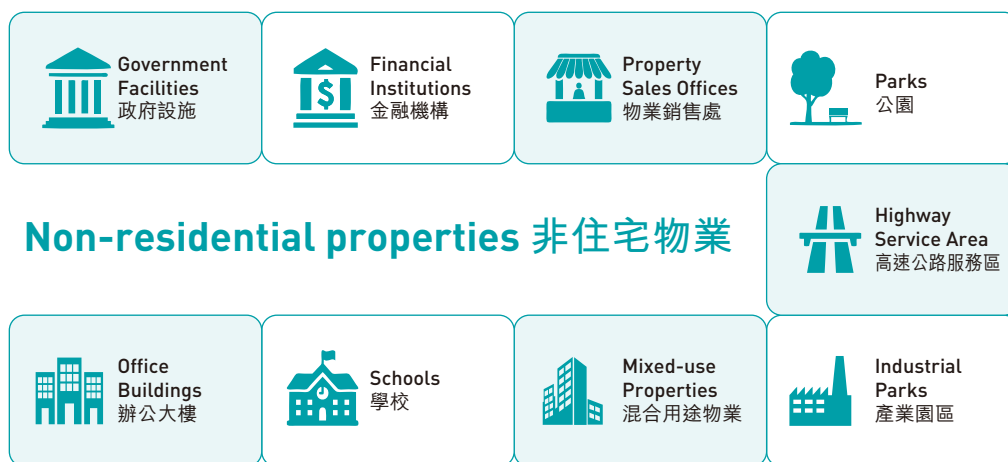 Government
Facilities
政府設施
Financial
Institutions
金融機構
Property
Sales Offices
物業銷售處
Parks
公園
Non-residential properties 非住宅物業
Highway
Service Area
高速公路服務區
Office
Buildings
辦公大樓
Schools
學校
Mixed-use
Properties
混合用途物業
Industrial
Parks
產業園區